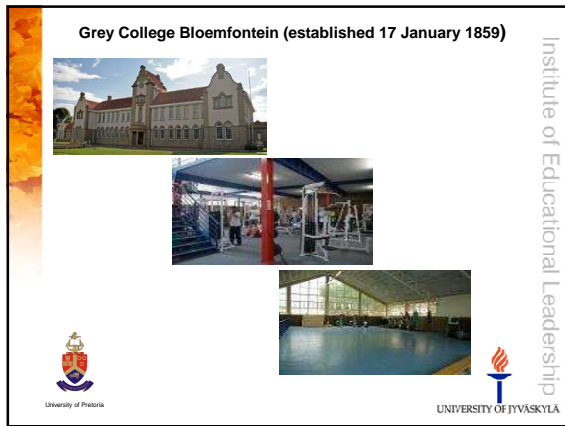 Grey College Bloemfontein (established 17 January 1859)
Institute of Educational Leadership
University of Pretoria
UNIVERSITY OF JYVÄSKYLÄ